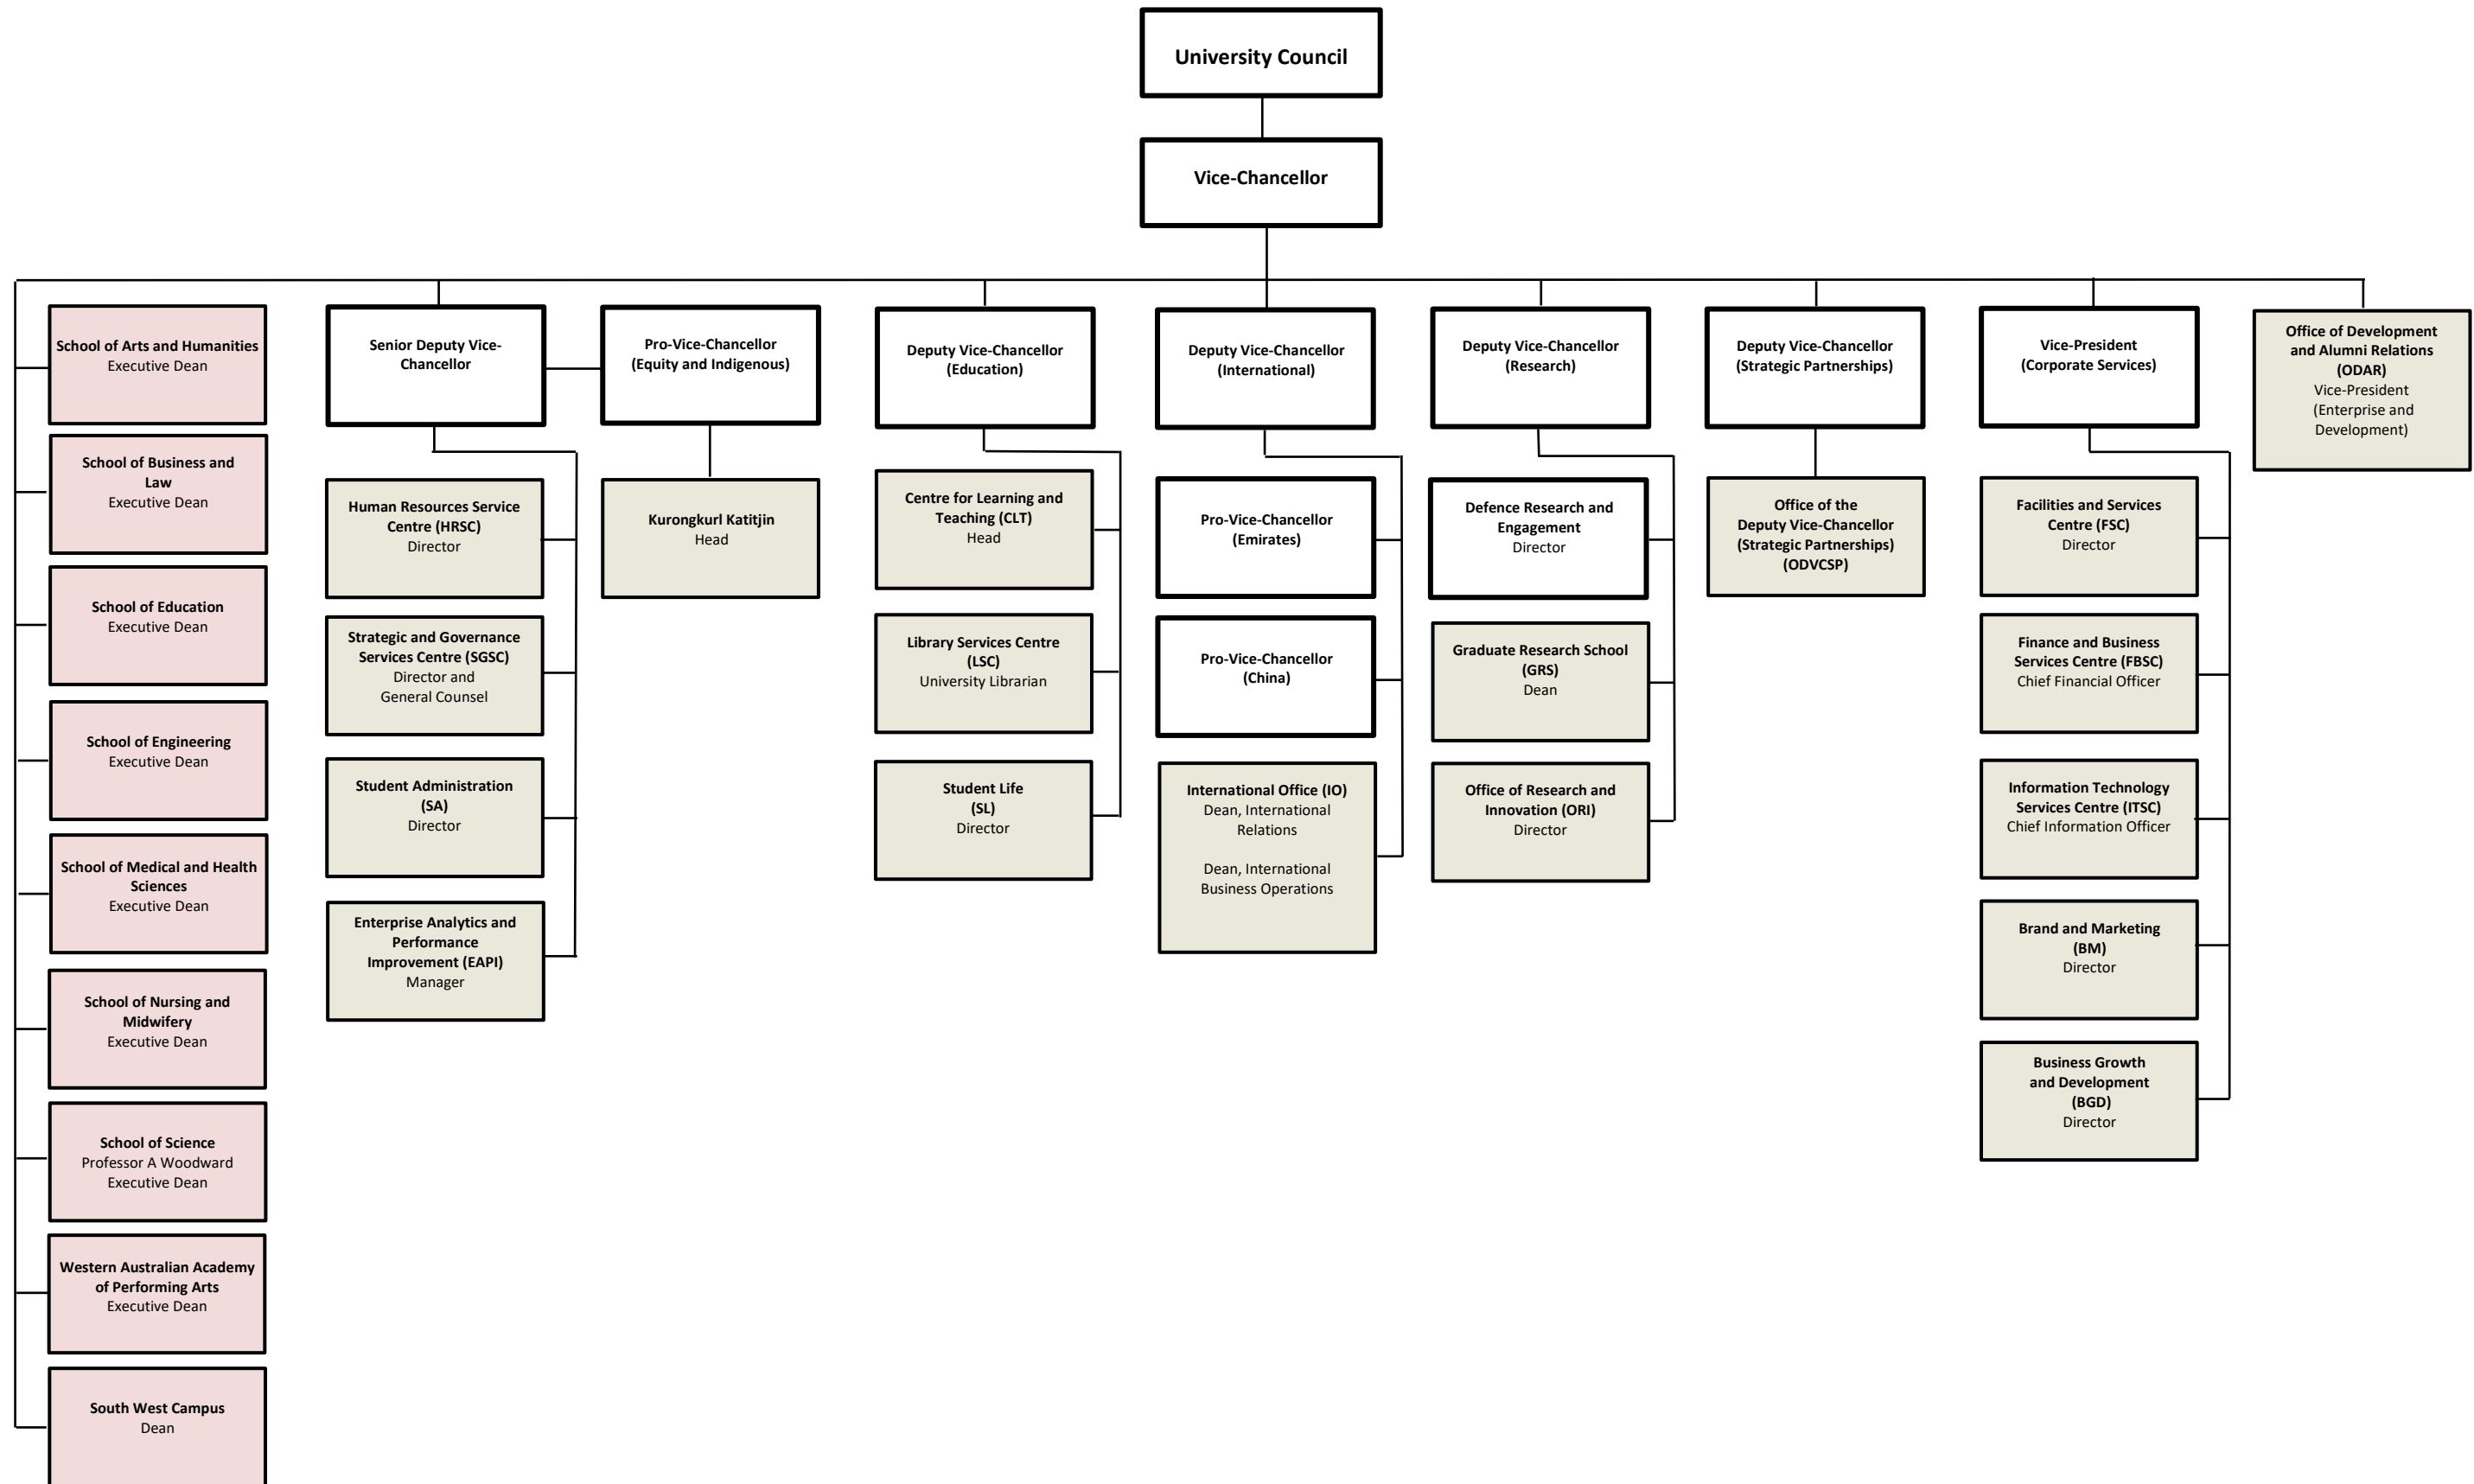 University Council
Vice-Chancellor
School of Arts and Humanities
Executive Dean
School of Business and
Law
Executive Dean
School of Education
Executive Dean
School of Engineering
Executive Dean
School of Medical and Health
Sciences
Executive Dean
School of Nursing and
Midwifery
Executive Dean
School of Science
Professor A Woodward
Executive Dean
Western Australian Academy
of Performing Arts
Executive Dean
South West Campus
Dean
Senior Deputy Vice-
Chancellor
Human Resources Service
Centre (HRSC)
Director
Strategic and Governance
Services Centre (SGSC)
Director and
General Counsel
Student Administration
(SA)
Director
Enterprise Analytics and
Performance
Improvement (EAPI)
Manager
Pro-Vice-Chancellor
(Equity and Indigenous)
Kurongkurl Katitjin
Head
Deputy Vice-Chancellor
(Education)
Centre for Learning and
Teaching (CLT)
Head
Library Services Centre
(LSC)
University Librarian
Student Life
(SL)
Director
Deputy Vice-Chancellor
(International)
Pro-Vice-Chancellor
(Emirates)
Pro-Vice-Chancellor
(China)
International Office (IO)
Dean, International
Relations
Dean, International
Business Operations
Deputy Vice-Chancellor
(Research)
Defence Research and
Engagement
Director
Graduate Research School
(GRS)
Dean
Office of Research and
Innovation (ORI)
Director
Deputy Vice-Chancellor
(Strategic Partnerships)
Office of the
Deputy Vice-Chancellor
(Strategic Partnerships)
(ODVCSP)
Vice-President
(Corporate Services)
Facilities and Services
Centre (FSC)
Director
Finance and Business
Services Centre (FBSC)
Chief Financial Officer
Information Technology
Services Centre (ITSC)
Chief Information Officer
Brand and Marketing
(BM)
Director
Business Growth
and Development
(BGD)
Director
Office of Development
and Alumni Relations
(ODAR)
Vice-President
(Enterprise and
Development)